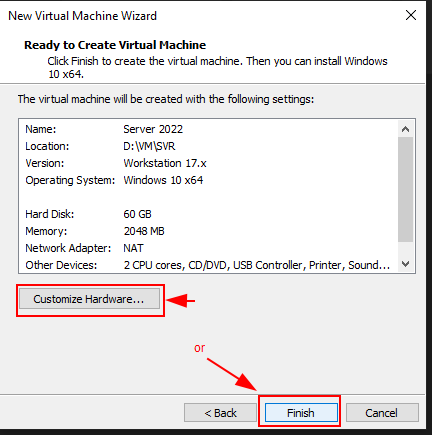 New Virtual Machine Wizard
Ready to Create Virtual Machine
Click Finish to create the virtual machine. Then you can install Windows
10 x64.
The virtual machine will be created with the following settings:
Name: Server 2022
Location: D:\VM\SVR
Version: Workstation 17.x
Operating System: Windows 10 x64
Hard Disk: 60 GB
Memory: 2048 MB
Network Adapter: NAT
Other Devices: 2 CPU cores, CD/DVD, USB Controller, Printer, Sound...
Customize Hardware...
or
< Back Finish Cancel